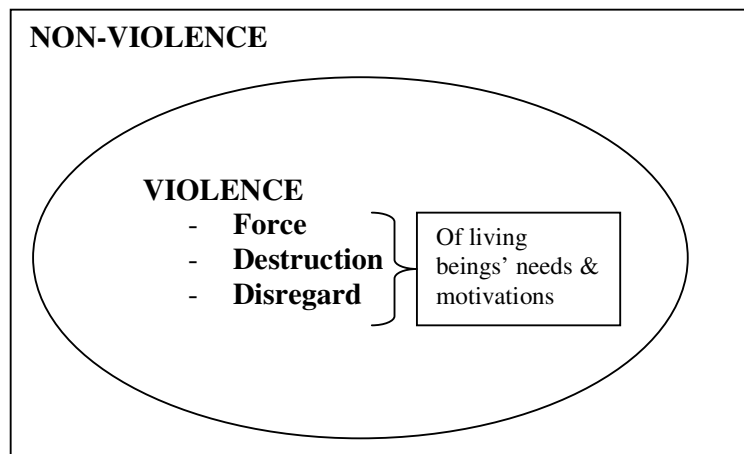 NON-VIOLENCE
VIOLENCE
- Force
- Destruction
- Disregard
Of living
beings’ needs &
motivations